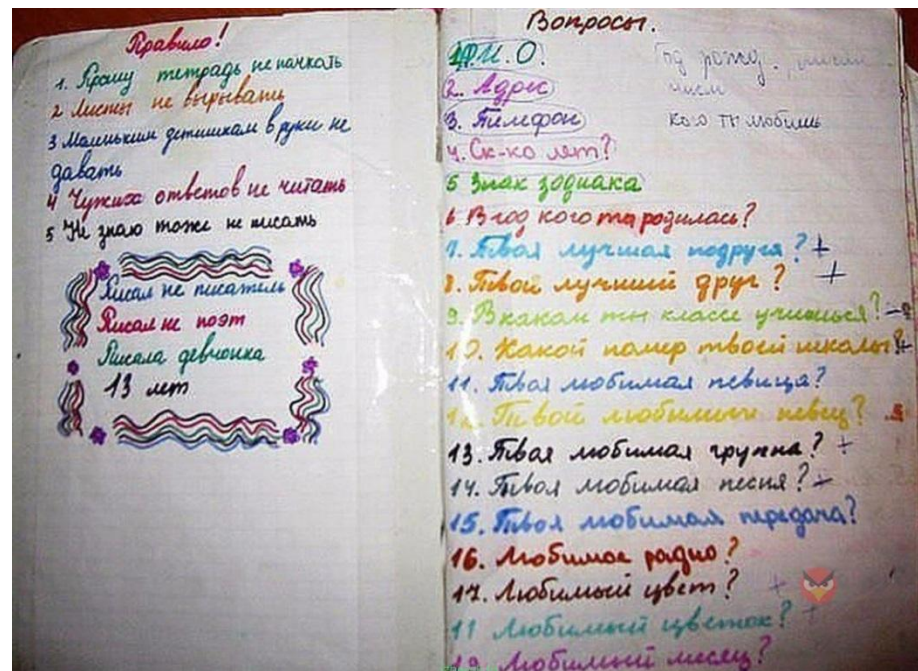 Правило!
1. Прошу тетрадь не пачкать
2 Листы не вырывать
3 Маленьким детишкам в руки не
давать
4 Чужих ответов не читать
5 Не знаю тоже не писать
Писал не писатель
Писал не поэт
Писала девчонка
13 лет
Вопросы.
1. Ф.И.О.
2. Адрес
3. Тилефон
4. Ск-ко лет?
5 Знак зодиака
6. В год кого ты родилась?
7. Твоя лучшая подруга? +
8. Твой лучший друг? +
9. В каком ты классе учишься?
10. Какой номер твоей школы?
11. Твоя любимая певица?
12. Твой любимый певец?
13. Твоя любимая группа? +
14. Твоя любимая песня?
15. Твоя любимая передача?
16. Любимое радио?
17. Любимый цвет? +
11 Любимый цветок? +
19. Любимый месяц?
Год рожд.
числ
кого ты любишь